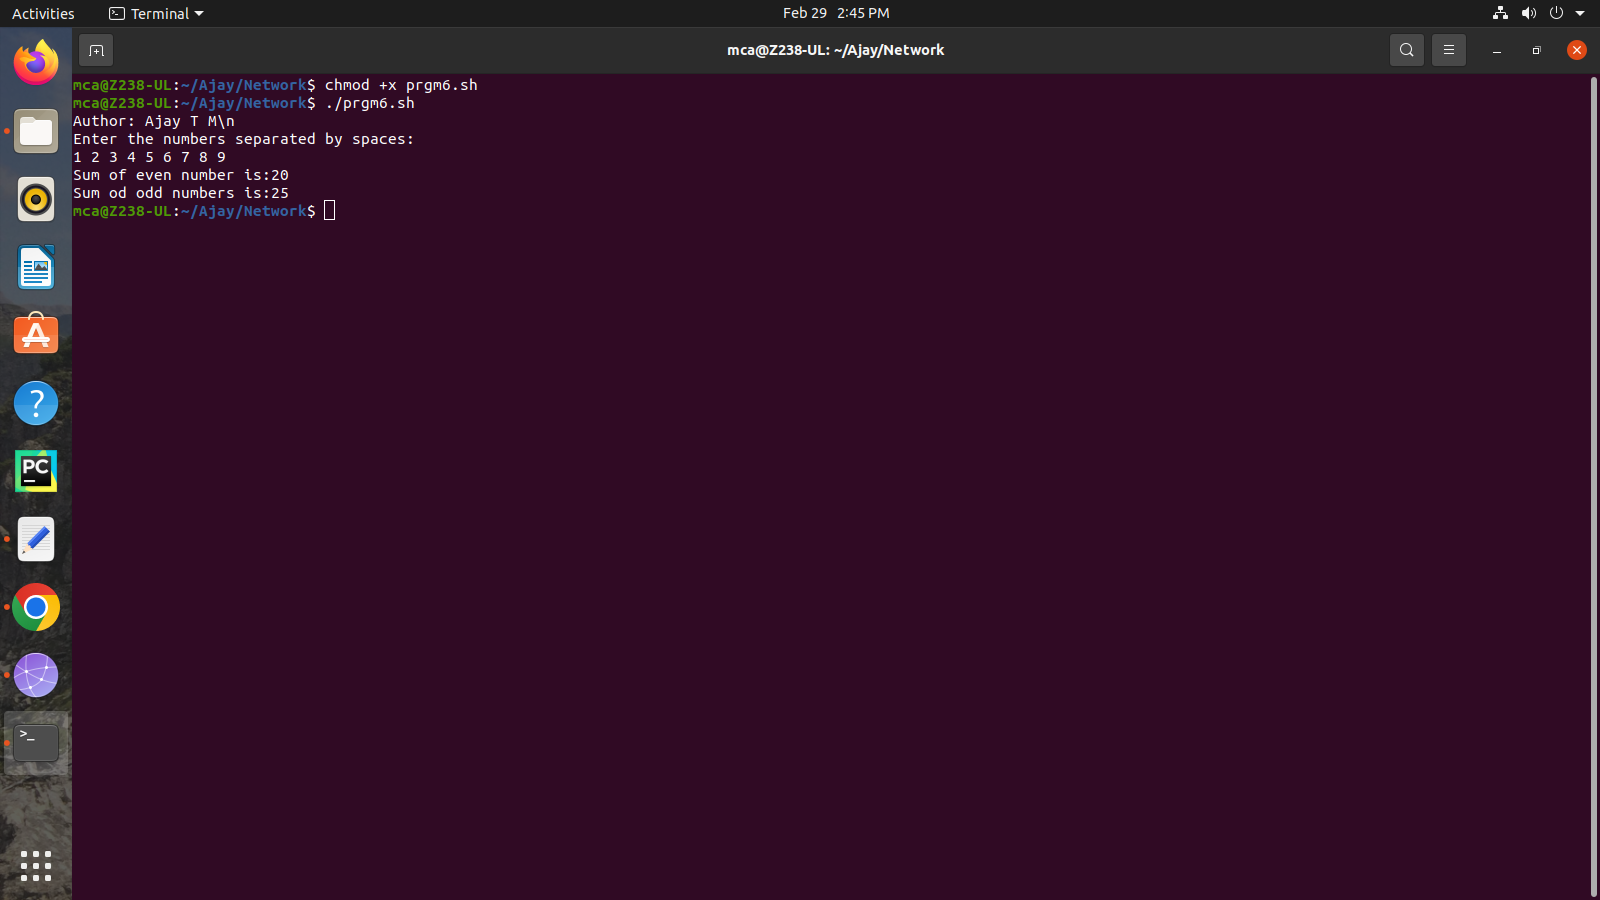 Activities Terminal Feb 29 2:45 PM
mca@Z238-UL: ~/Ajay/Network
mca@Z238-UL:~/Ajay/Network$ chmod +x prgm6.sh
mca@Z238-UL:~/Ajay/Network$ ./prgm6.sh
Author: Ajay T M\n
Enter the numbers separated by spaces:
1 2 3 4 5 6 7 8 9
Sum of even number is:20
Sum od odd numbers is:25
mca@Z238-UL:~/Ajay/Network$
?
PC
>_